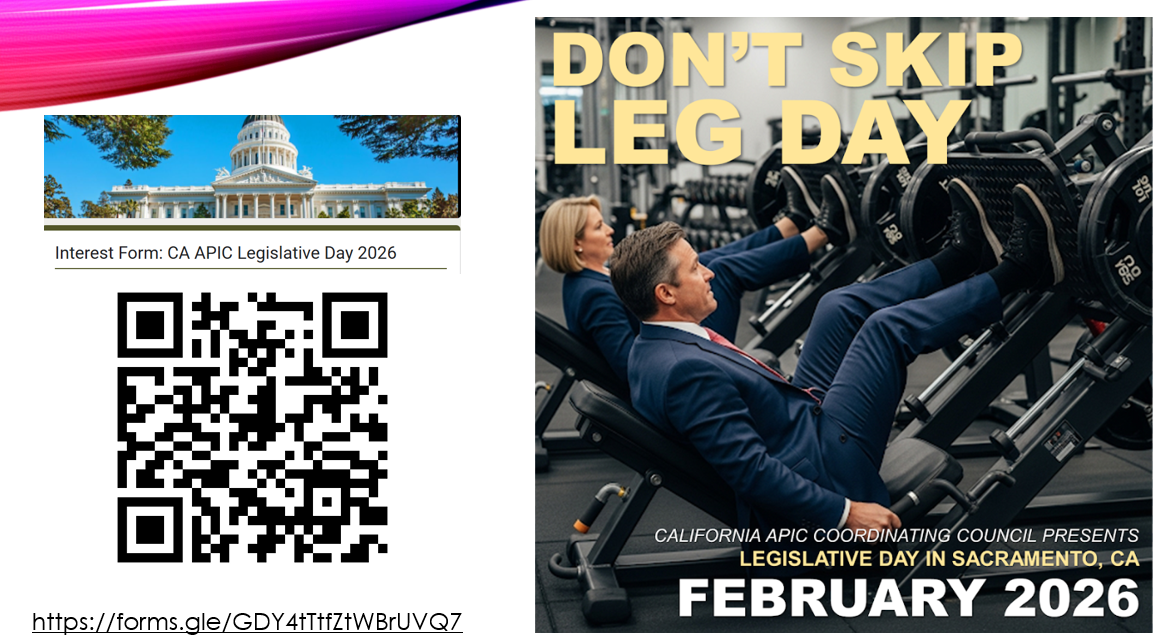 Interest Form: CA APIC Legislative Day 2026
https://forms.gle/GDY4tTtfZtWBrUVQ7
DON'T SKIP
LEG DAY
CALIFORNIA APIC COORDINATING COUNCIL PRESENTS
LEGISLATIVE DAY IN SACRAMENTO, CA
FEBRUARY 2026